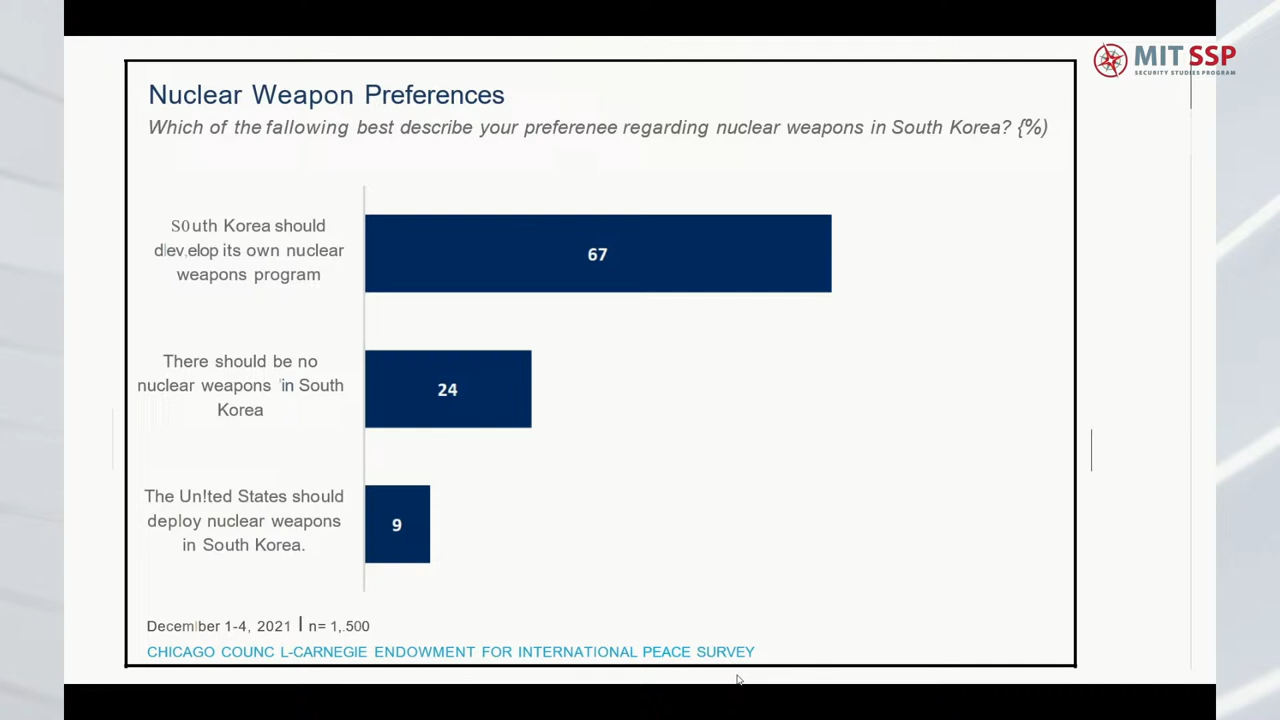 MIT SSP
SECURITY STUDIES PROGRAM
Nuclear Weapon Preferences
Which of the fallowing best describe your preferenee regarding nuclear weapons in South Korea? {%)
S0uth Korea should
dev,elop its own nuclear
weapons program
67
There should be no
nuclear weapons 'in South
Korea
24
The Un!ted States should
deploy nuclear weapons
in South Korea.
9
December 1-4, 2021 | n= 1,.500
CHICAGO COUNC L-CARNEGIE ENDOWMENT FOR INTERNATIONAL PEACE SURVEY